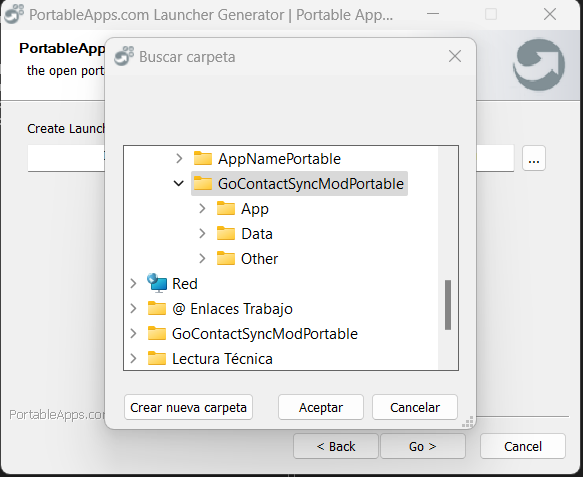 PortableApps.com Launcher Generator | Portable App...
PortableApp
the open port
Buscar carpeta
Create Launch
...
AppNamePortable
GoContactSyncModPortable
App
Data
Other
Red
@ Enlaces Trabajo
GoContactSyncModPortable
Lectura Técnica
Crear nueva carpeta
Aceptar
Cancelar
PortableApps.com
< Back
Go >
Cancel